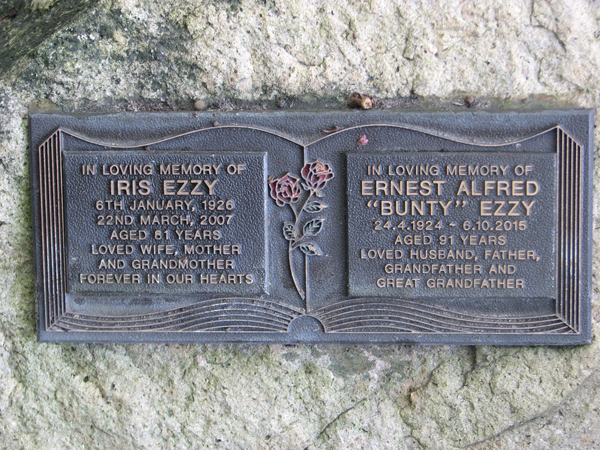 IN LOVING MEMORY OF
IRIS EZZY
6TH JANUARY, 1926
22ND MARCH, 2007
AGED 81 YEARS
LOVED WIFE, MOTHER
AND GRANDMOTHER
FOREVER IN OUR HEARTS
IN LOVING MEMORY OF
ERNEST ALFRED
"BUNTY" EZZY
24.4.1924 ~ 6.10.2015
AGED 91 YEARS
LOVED HUSBAND, FATHER,
GRANDFATHER AND
GREAT GRANDFATHER